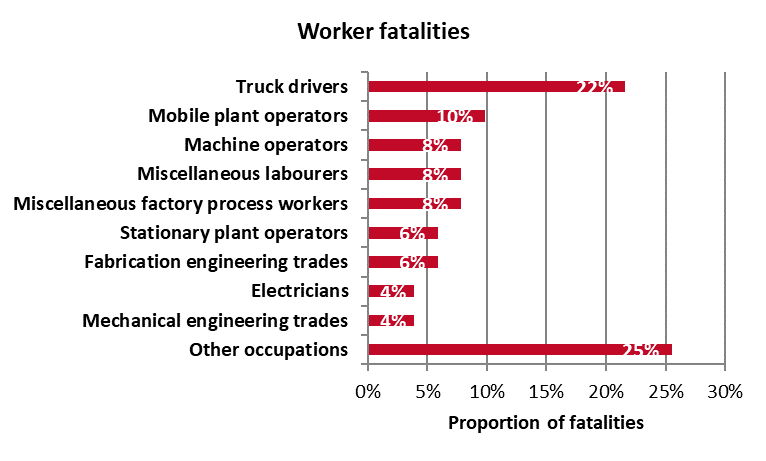 Worker fatalities
Truck drivers 22%
Mobile plant operators 10%
Machine operators 8%
Miscellaneous labourers 8%
Miscellaneous factory process workers 8%
Stationary plant operators 6%
Fabrication engineering trades 6%
Electricians 4%
Mechanical engineering trades 4%
Other occupations 25%
0% 5% 10% 15% 20% 25% 30%
Proportion of fatalities